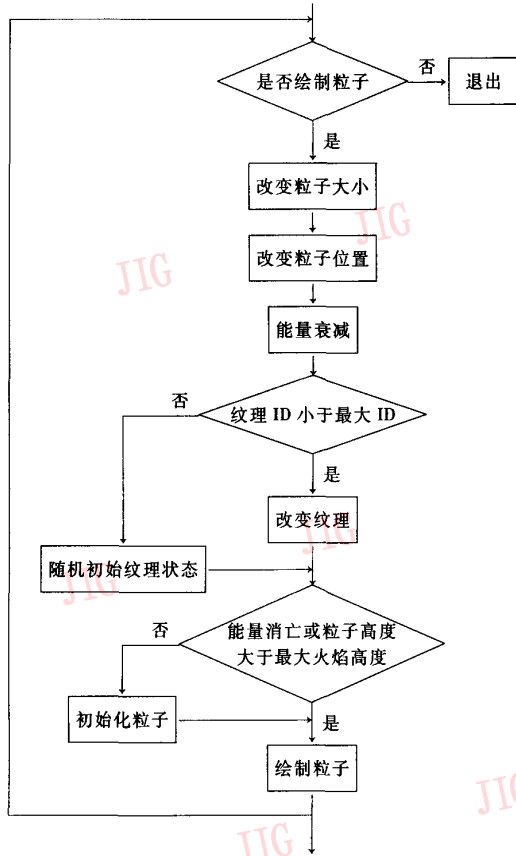 是否绘制粒子
否
退出
是
改变粒子大小
JIG
改变粒子位置
JIG
能量衰减
否
纹理 ID 小于最大 ID
是
改变纹理
JIG
随机初始纹理状态
JIG
否
能量消亡或粒子高度
大于最大火焰高度
初始化粒子
是
绘制粒子
JIG
JIG